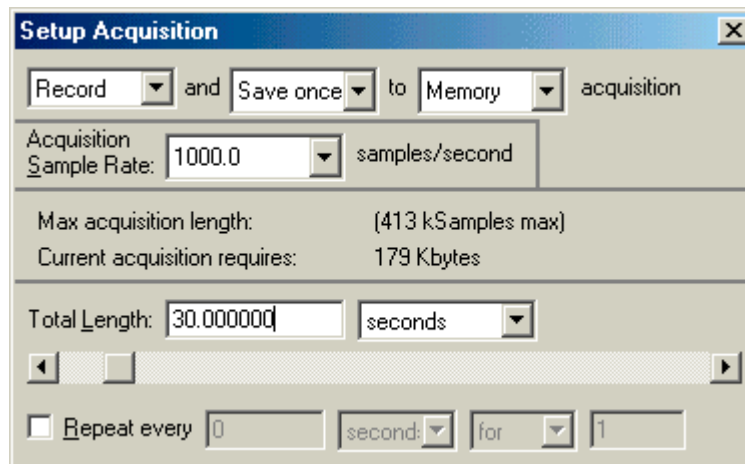 Setup Acquisition
Record and Save once to Memory acquisition
Acquisition
Sample Rate: 1000.0 samples/second
Max acquisition length: (413 kSamples max)
Current acquisition requires: 179 Kbytes
Total Length: 30.000000 seconds
Repeat every 0 second: for 1